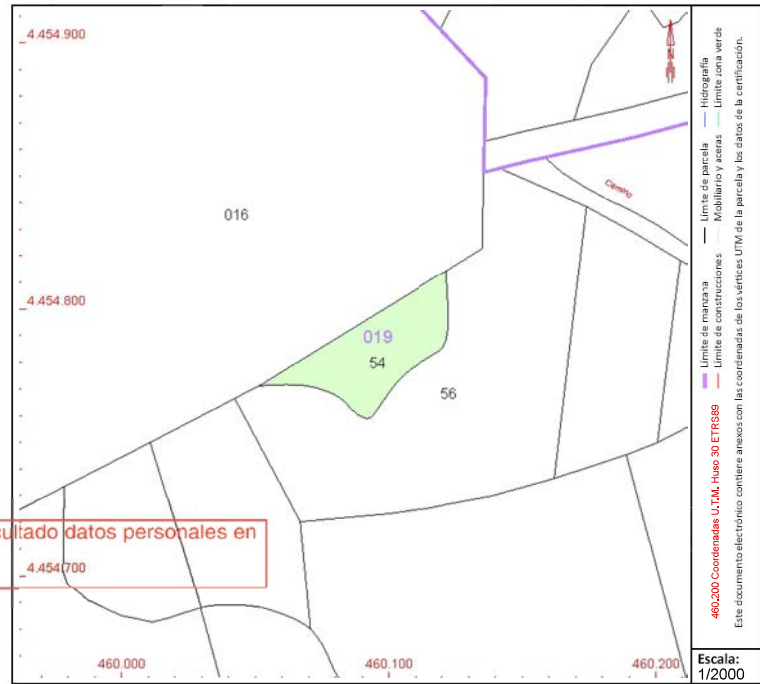 4.454.900
016
Camino
4.454.800
019
54
56
cultado datos personales en
4.454.700
460.000
460.100
460.200
460.200 Coordenadas U.T.M. Huso 30 ETRS89
Límite de manzana
Límite de parcela
Hidrografía
Límite de construcciones
Mobiliario y aceras
Límite zona verde
Este documento electrónico contiene anexos con las coordenadas de los vértices UTM de la parcela y los datos de la certificación.
Escala:
1/2000